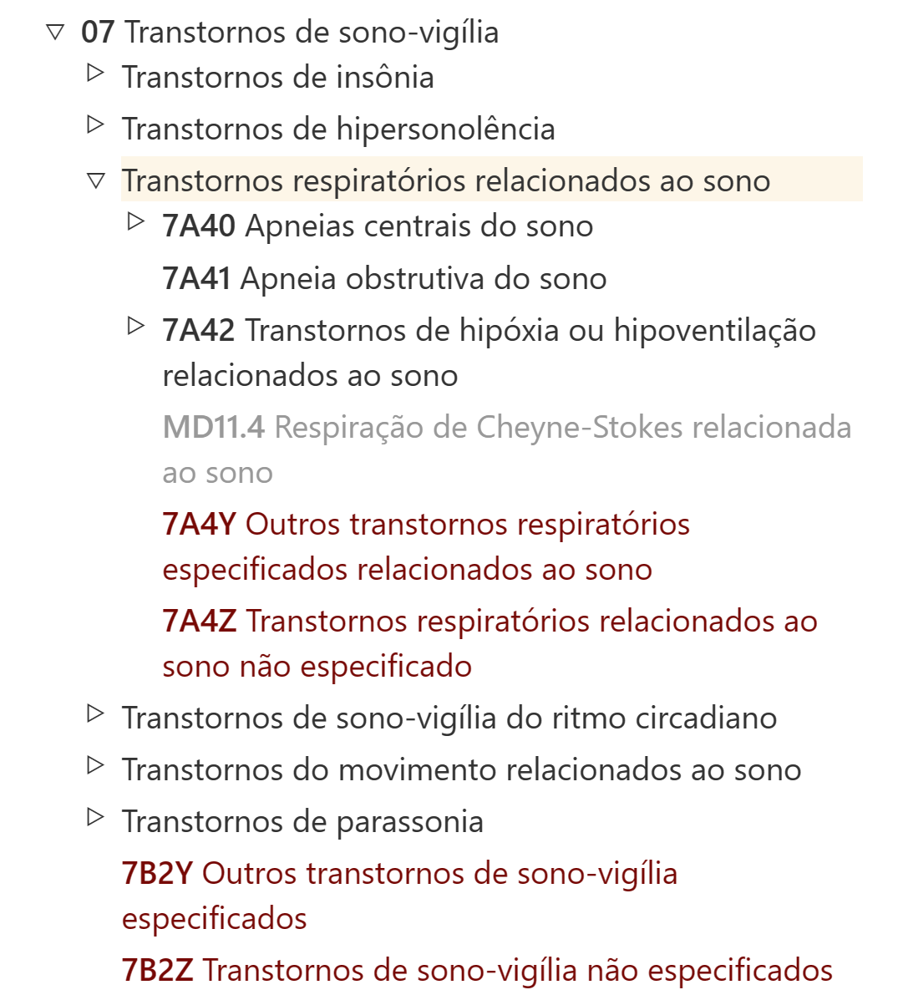 07 Transtornos de sono-vigília
Transtornos de insônia
Transtornos de hipersonolência
Transtornos respiratórios relacionados ao sono
7A40 Apneias centrais do sono
7A41 Apneia obstrutiva do sono
7A42 Transtornos de hipóxia ou hipoventilação
relacionados ao sono
MD11.4 Respiração de Cheyne-Stokes relacionada
ao sono
7A4Y Outros transtornos respiratórios
especificados relacionados ao sono
7A4Z Transtornos respiratórios relacionados ao
sono não especificado
Transtornos de sono-vigília do ritmo circadiano
Transtornos do movimento relacionados ao sono
Transtornos de parassonia
7B2Y Outros transtornos de sono-vigília
especificados
7B2Z Transtornos de sono-vigília não especificados